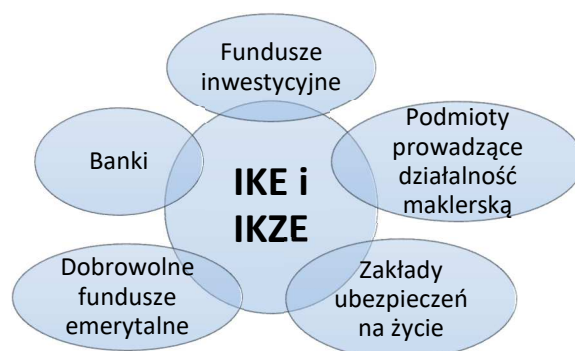 Fundusze
inwestycyjne
Banki
Podmioty
prowadzące
działalność
maklerską
IKE i
IKZE
Dobrowolne
fundusze
emerytalne
Zakłady
ubezpieczeń
na życie